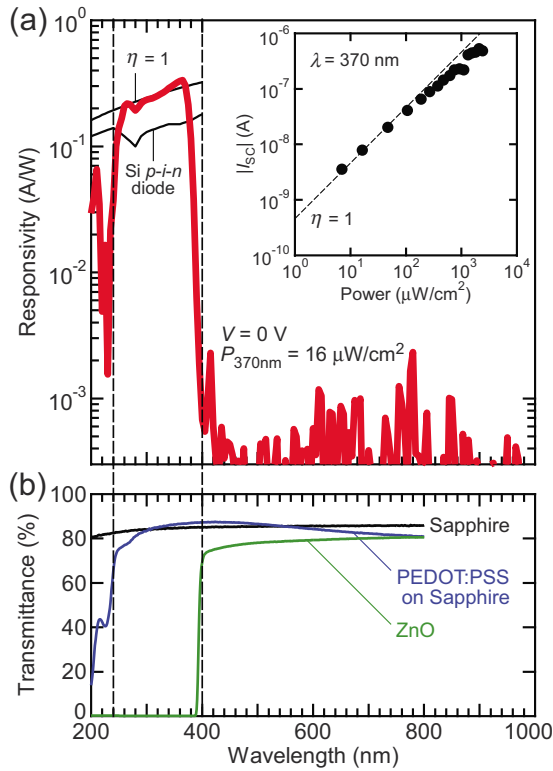 (a)
10^0
10^-1
10^-2
10^-3
Responsivity (A/W)
η = 1
Si p-i-n
diode
V = 0 V
P370nm = 16 μW/cm^2
λ = 370 nm
η = 1
10^-6
10^-7
10^-8
10^-9
10^-10
|ISC| (A)
10^0 10^1 10^2 10^3 10^4
Power (μW/cm^2)
(b)
100
80
60
40
20
0
Transmittance (%)
Sapphire
PEDOT:PSS
on Sapphire
ZnO
200 400 600 800 1000
Wavelength (nm)